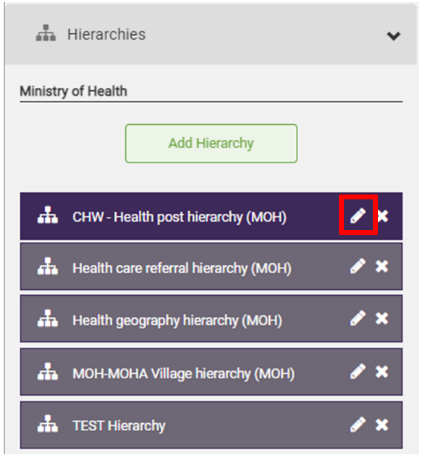 Hierarchies
Ministry of Health
Add Hierarchy
CHW - Health post hierarchy (MOH)
Health care referral hierarchy (MOH)
Health geography hierarchy (MOH)
MOH-MOHA Village hierarchy (MOH)
TEST Hierarchy